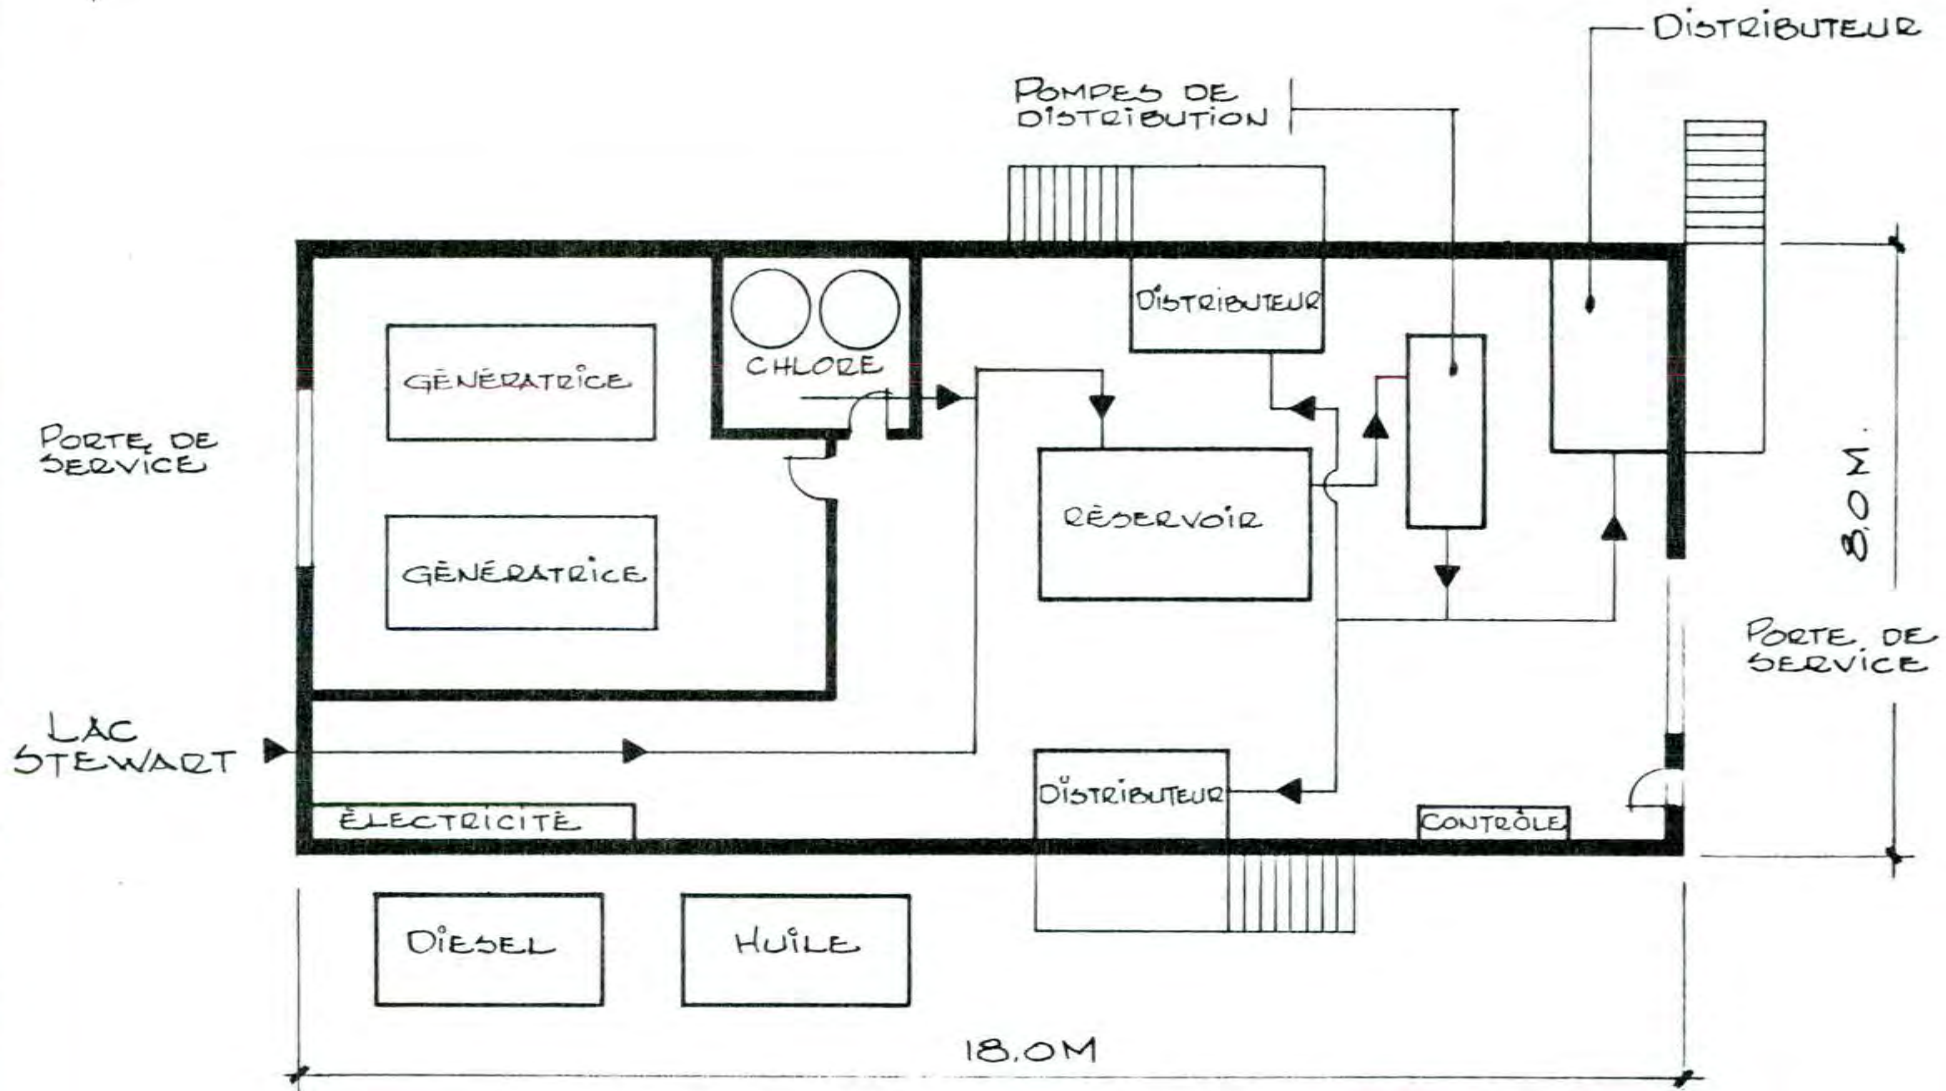 DISTRIBUTEUR
POMPES DE
DISTRIBUTION
DISTRIBUTEUR
GÉNÉRATRICE
CHLORE
PORTE DE
SERVICE
8.0 M.
RÉSERVOIR
GÉNÉRATRICE
PORTE DE
SERVICE
LAC
STEWART
DISTRIBUTEUR
ÉLECTRICITÉ
CONTRÔLE
DIESEL
HUILE
18.0 M